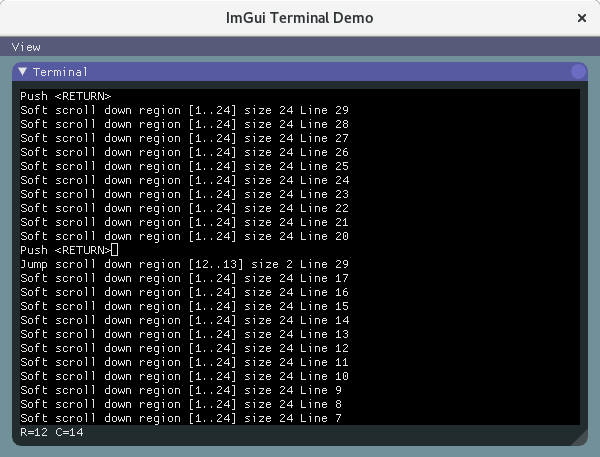 ImGui Terminal Demo
View
Terminal
Push <RETURN>
Soft scroll down region [1..24] size 24 Line 29
Soft scroll down region [1..24] size 24 Line 28
Soft scroll down region [1..24] size 24 Line 27
Soft scroll down region [1..24] size 24 Line 26
Soft scroll down region [1..24] size 24 Line 25
Soft scroll down region [1..24] size 24 Line 24
Soft scroll down region [1..24] size 24 Line 23
Soft scroll down region [1..24] size 24 Line 22
Soft scroll down region [1..24] size 24 Line 21
Soft scroll down region [1..24] size 24 Line 20
Push <RETURN>
Jump scroll down region [12..13] size 2 Line 29
Soft scroll down region [1..24] size 24 Line 17
Soft scroll down region [1..24] size 24 Line 16
Soft scroll down region [1..24] size 24 Line 15
Soft scroll down region [1..24] size 24 Line 14
Soft scroll down region [1..24] size 24 Line 13
Soft scroll down region [1..24] size 24 Line 12
Soft scroll down region [1..24] size 24 Line 11
Soft scroll down region [1..24] size 24 Line 10
Soft scroll down region [1..24] size 24 Line 9
Soft scroll down region [1..24] size 24 Line 8
Soft scroll down region [1..24] size 24 Line 7
R=12 C=14